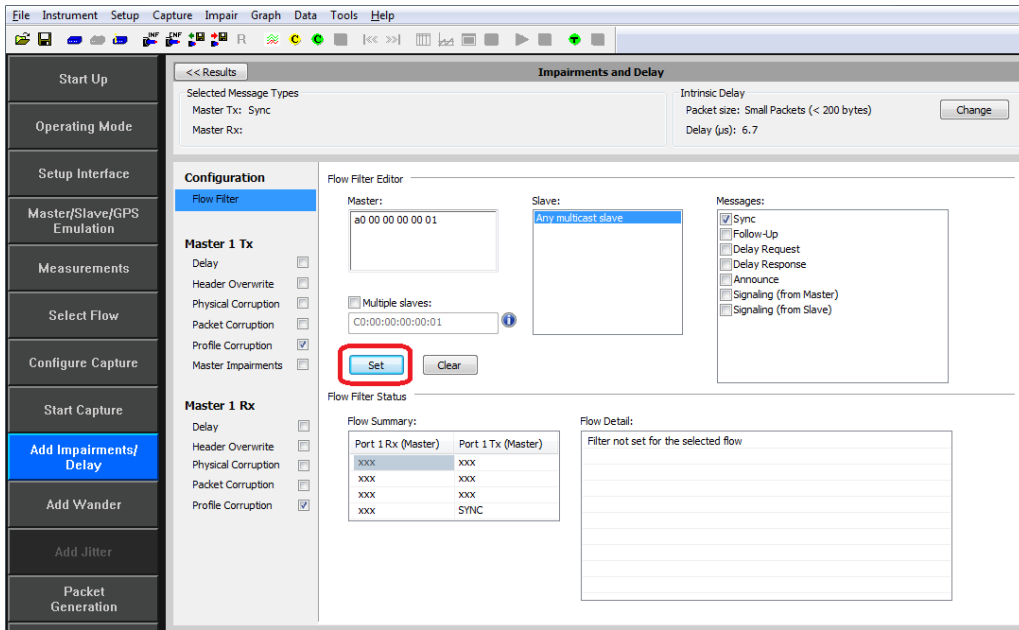 File Instrument Setup Capture Impair Graph Data Tools Help
R C C T
Start Up
Operating Mode
Setup Interface
Master/Slave/GPS
Emulation
Measurements
Select Flow
Configure Capture
Start Capture
Add Impairments/
Delay
Add Wander
Add Jitter
Packet
Generation
<< Results Impairments and Delay
Selected Message Types
Master Tx: Sync
Master Rx:
Intrinsic Delay
Packet size: Small Packets (< 200 bytes) Change
Delay (µs): 6.7
Configuration
Flow Filter
Master 1 Tx
Delay
Header Overwrite
Physical Corruption
Packet Corruption
Profile Corruption
Master Impairments
Master 1 Rx
Delay
Header Overwrite
Physical Corruption
Packet Corruption
Profile Corruption
Flow Filter Editor
Master:
a0 00 00 00 00 01
Multiple slaves:
C0:00:00:00:00:01
Set Clear
Slave:
Any multicast slave
Messages:
Sync
Follow-Up
Delay Request
Delay Response
Announce
Signaling (from Master)
Signaling (from Slave)
Flow Filter Status
Flow Summary:
Port 1 Rx (Master) Port 1 Tx (Master)
xxx xxx
xxx xxx
xxx xxx
xxx SYNC
Flow Detail:
Filter not set for the selected flow